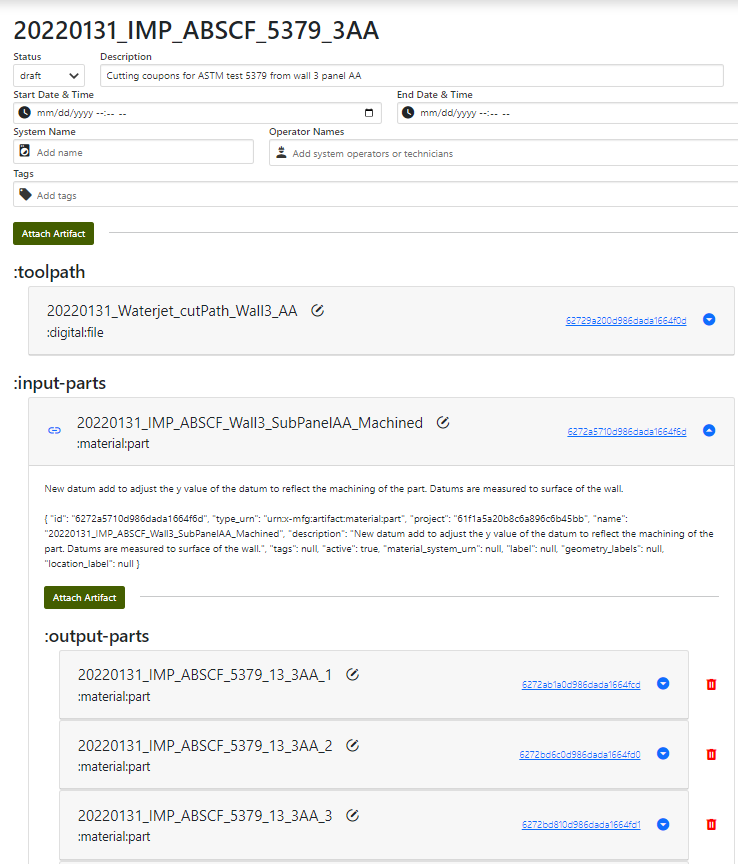 20220131_IMP_ABSCF_5379_3AA
Status Description
draft Cutting coupons for ASTM test 5379 from wall 3 panel AA
Start Date & Time End Date & Time
mm/dd/yyyy --:-- -- mm/dd/yyyy --:-- --
System Name Operator Names
Add name Add system operators or technicians
Tags
Add tags
Attach Artifact
:toolpath
20220131_Waterjet_cutPath_Wall3_AA
62729a200d986dada1664f0d
:digital:file
:input-parts
20220131_IMP_ABSCF_Wall3_SubPanelAA_Machined
6272a5710d986dada1664f6d
:material:part
New datum add to adjust the y value of the datum to reflect the machining of the part. Datums are measured to surface of the wall.
{ "id": "6272a5710d986dada1664f6d", "type_urn": "urn:x-mfg:artifact:material:part", "project": "61f1a5a20b8c6a896c6b45bb", "name":
"20220131_IMP_ABSCF_Wall3_SubPanelAA_Machined", "description": "New datum add to adjust the y value of the datum to reflect the machining of the
part. Datums are measured to surface of the wall.", "tags": null, "active": true, "material_system_urn": null, "label": null, "geometry_labels": null,
"location_label": null }
Attach Artifact
:output-parts
20220131_IMP_ABSCF_5379_13_3AA_1
6272ab1a0d986dada1664fcd
:material:part
20220131_IMP_ABSCF_5379_13_3AA_2
6272bd6c0d986dada1664fd0
:material:part
20220131_IMP_ABSCF_5379_13_3AA_3
6272bd810d986dada1664fd1
:material:part